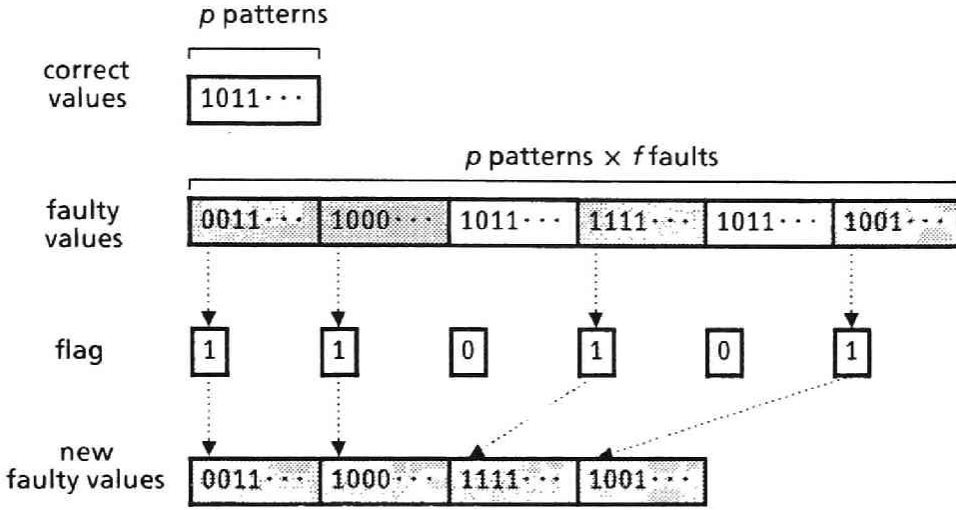 p patterns
correct
values
1011···
p patterns × f faults
faulty
values
0011··· 1000··· 1011··· 1111··· 1011··· 1001···
flag
1 1 0 1 0 1
new
faulty values
0011··· 1000··· 1111··· 1001···